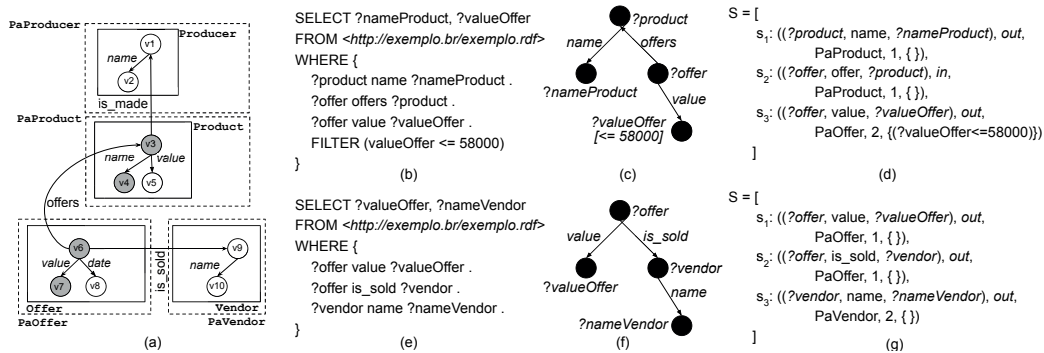 PaProducer
Producer
v1
name
v2
is_made
PaProduct
Product
v3
name
value
v4
v5
offers
v6
value
date
v7
v8
Offer
PaOffer
is_sold
v9
name
v10
Vendor
PaVendor
(a)
SELECT ?nameProduct, ?valueOffer
FROM <http://exemplo.br/exemplo.rdf>
WHERE {
?product name ?nameProduct .
?offer offers ?product .
?offer value ?valueOffer .
FILTER (valueOffer <= 58000)
}
(b)
?product
name
offers
?nameProduct
?offer
value
?valueOffer
[<= 58000]
(c)
S = [
s1: ((?product, name, ?nameProduct), out,
PaProduct, 1, { }),
s2: ((?offer, offer, ?product), in,
PaProduct, 1, { }),
s3: ((?offer, value, ?valueOffer), out,
PaOffer, 2, {(?valueOffer<=58000)})
]
(d)
SELECT ?valueOffer, ?nameVendor
FROM <http://exemplo.br/exemplo.rdf>
WHERE {
?offer value ?valueOffer .
?offer is_sold ?vendor .
?vendor name ?nameVendor .
}
(e)
?offer
value
is_sold
?valueOffer
?vendor
name
?nameVendor
(f)
S = [
s1: ((?offer, value, ?valueOffer), out,
PaOffer, 1, { }),
s2: ((?offer, is_sold, ?vendor), out,
PaOffer, 1, { }),
s3: ((?vendor, name, ?nameVendor), out,
PaVendor, 2, { })
]
(g)